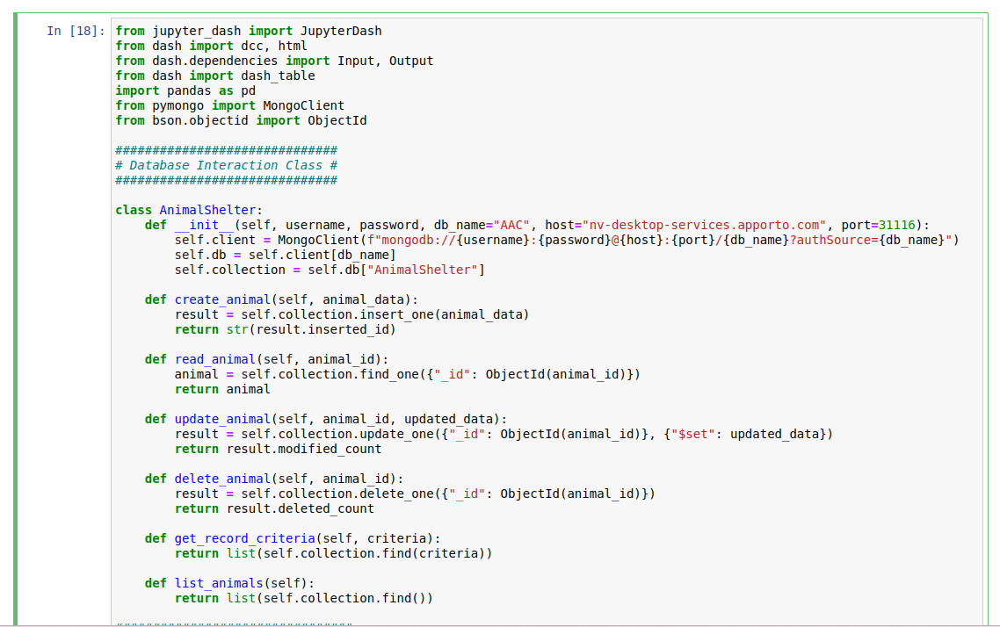 In [18]:
from jupyter_dash import JupyterDash
from dash import dcc, html
from dash.dependencies import Input, Output
from dash import dash_table
import pandas as pd
from pymongo import MongoClient
from bson.objectid import ObjectId

##############################
# Database Interaction Class #
##############################

class AnimalShelter:
    def __init__(self, username, password, db_name="AAC", host="nv-desktop-services.apporto.com", port=31116):
        self.client = MongoClient(f"mongodb://{username}:{password}@{host}:{port}/{db_name}?authSource={db_name}")
        self.db = self.client[db_name]
        self.collection = self.db["AnimalShelter"]

    def create_animal(self, animal_data):
        result = self.collection.insert_one(animal_data)
        return str(result.inserted_id)

    def read_animal(self, animal_id):
        animal = self.collection.find_one({"_id": ObjectId(animal_id)})
        return animal

    def update_animal(self, animal_id, updated_data):
        result = self.collection.update_one({"_id": ObjectId(animal_id)}, {"$set": updated_data})
        return result.modified_count

    def delete_animal(self, animal_id):
        result = self.collection.delete_one({"_id": ObjectId(animal_id)})
        return result.deleted_count

    def get_record_criteria(self, criteria):
        return list(self.collection.find(criteria))

    def list_animals(self):
        return list(self.collection.find())